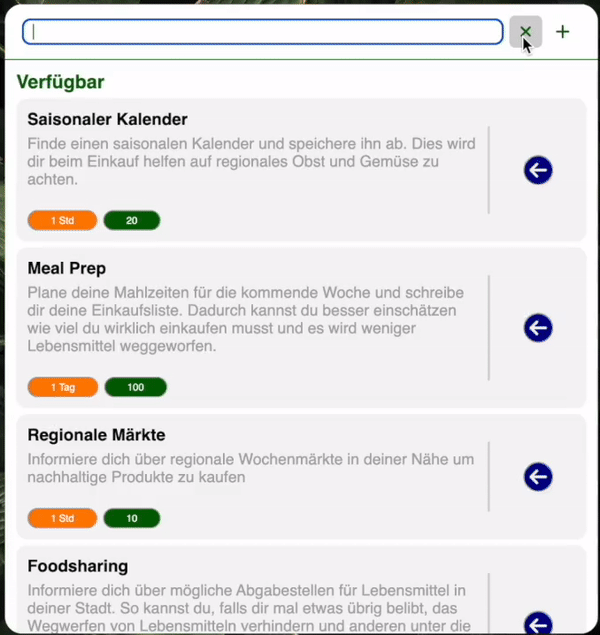 Verfügbar
Saisonaler Kalender
Finde einen saisonalen Kalender und speichere ihn ab. Dies wird
dir beim Einkauf helfen auf regionales Obst und Gemüse zu
achten.
1 Std 20
Meal Prep
Plane deine Mahlzeiten für die kommende Woche und schreibe
dir deine Einkaufsliste. Dadurch kannst du besser einschätzen
wie viel du wirklich einkaufen musst und es wird weniger
Lebensmittel weggeworfen.
1 Tag 100
Regionale Märkte
Informiere dich über regionale Wochenmärkte in deiner Nähe um
nachhaltige Produkte zu kaufen
1 Std 10
Foodsharing
Informiere dich über mögliche Abgabestellen für Lebensmittel in
deiner Stadt. So kannst du, falls dir mal etwas übrig belibt, das
Wegwerfen von Lebensmitteln verhindern und anderen unter die